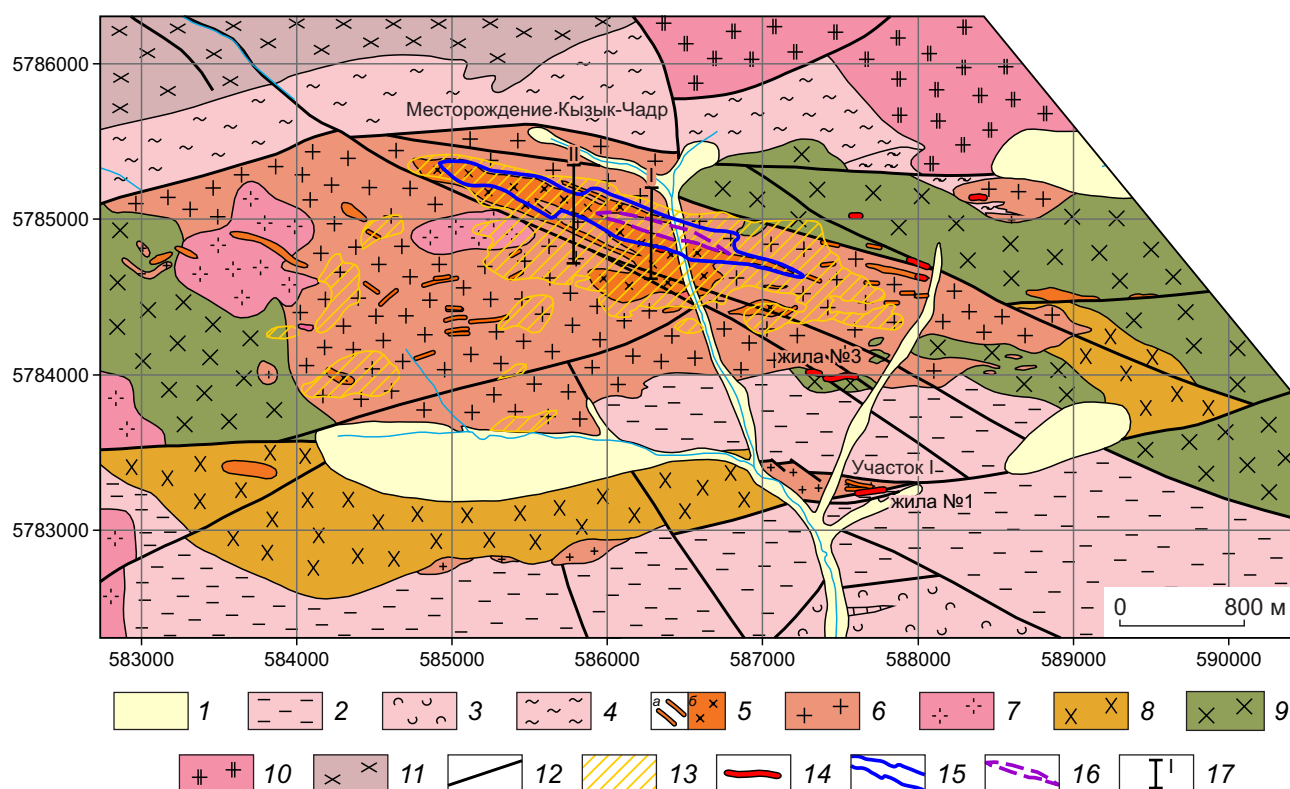 5786000
Месторождение Кызык-Чадр
II
I
5785000
жила №3
5784000
Участок I
жила №1
5783000
0 800 м
583000 584000 585000 586000 587000 588000 589000 590000
1 2 3 4 а б 5 6 7 8 9
10 11 12 13 14 15 16 I 17